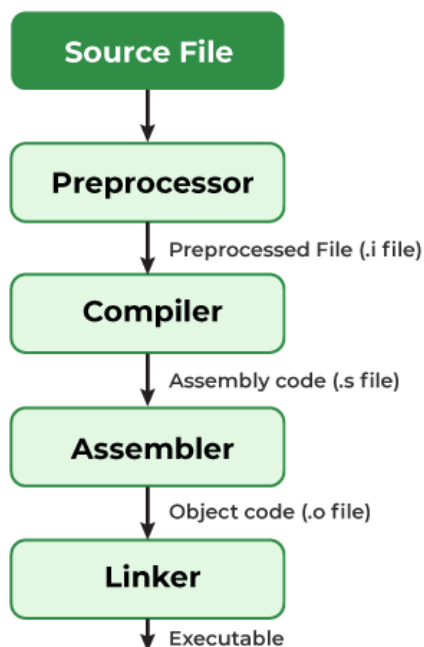 Source File
Preprocessor
Preprocessed File (.i file)
Compiler
Assembly code (.s file)
Assembler
Object code (.o file)
Linker
Executable